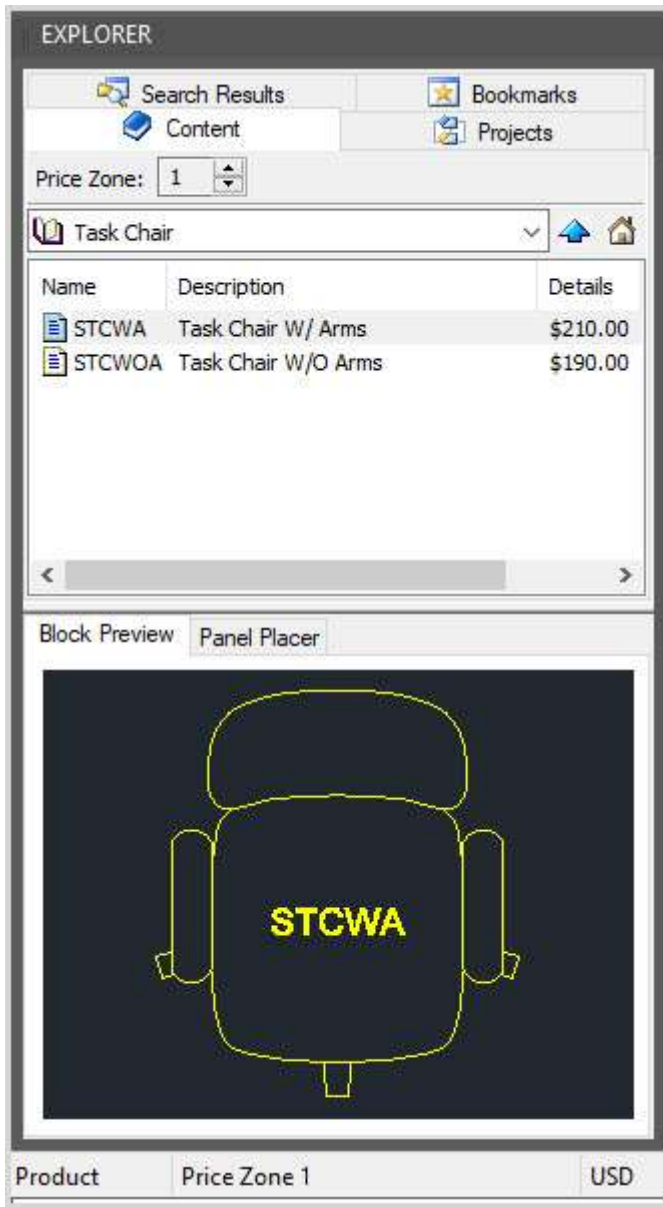 EXPLORER
Search Results Bookmarks
Content Projects
Price Zone: 1
Task Chair
Name Description Details
STCWA Task Chair W/ Arms $210.00
STCWOA Task Chair W/O Arms $190.00
Block Preview Panel Placer
STCWA
Product Price Zone 1 USD